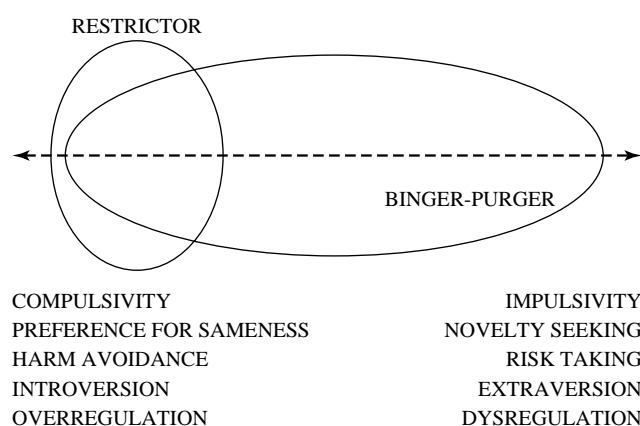 RESTRICTOR
BINGER-PURGER
COMPULSIVITY IMPULSIVITY
PREFERENCE FOR SAMENESS NOVELTY SEEKING
HARM AVOIDANCE RISK TAKING
INTROVERSION EXTRAVERSION
OVERREGULATION DYSREGULATION